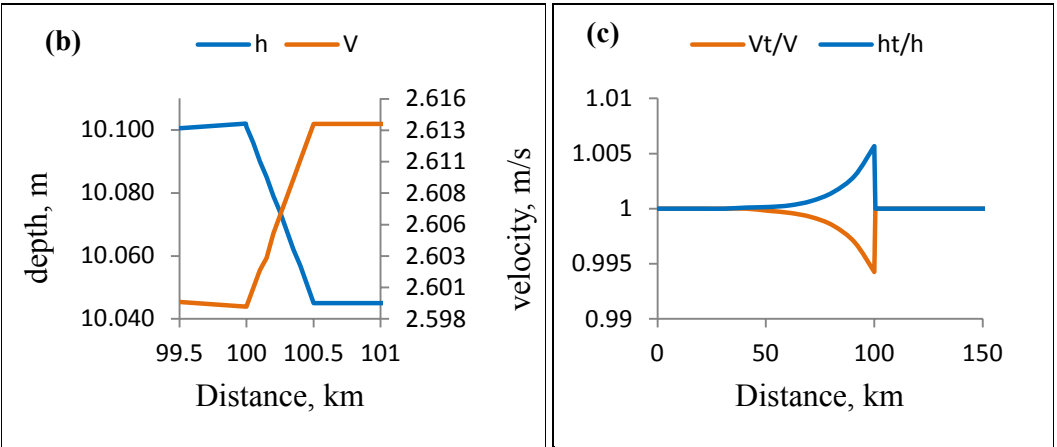 (b)
h V
depth, m
10.100
10.080
10.060
10.040
2.616
2.613
2.611
2.608
2.606
2.603
2.601
2.598
velocity, m/s
99.5 100 100.5 101
Distance, km
(c)
Vt/V ht/h
1.01
1.005
1
0.995
0.99
0 50 100 150
Distance, km